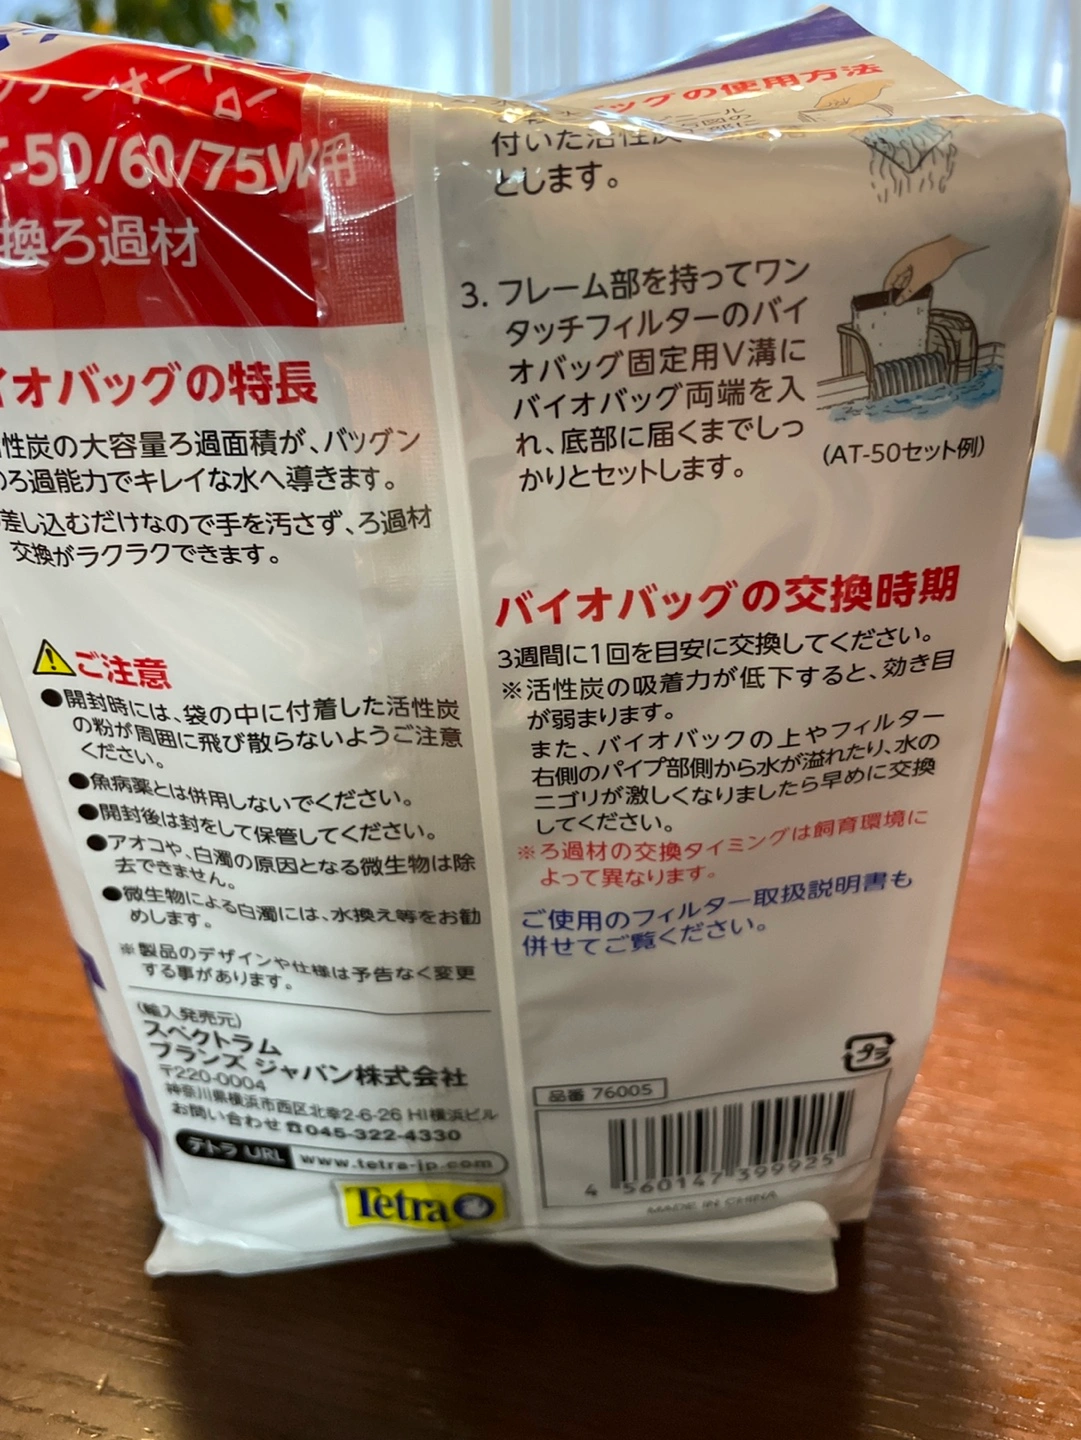 -50/60/75W用
換ろ過材
イオバッグの特長
性炭の大容量ろ過面積が、バッグン
のろ過能力でキレイな水へ導きます。
差し込むだけなので手を汚さず、ろ過材
交換がラクラクできます。
ご注意
●開封時には、袋の中に付着した活性炭
の粉が周囲に飛び散らないようご注意
ください。
●魚病薬とは併用しないでください。
●開封後は封をして保管してください。
●アオコや、白濁の原因となる微生物は除
去できません。
●微生物による白濁には、水換え等をお勧
めします。
※製品のデザインや仕様は予告なく変更
する事があります。
(輸入発売元)
スペクトラム
ブランズ ジャパン株式会社
〒220-0004
神奈川県横浜市西区北幸2-6-26 HI横浜ビル
お問い合わせ ☎045-322-4330
テトラ URL www.tetra-jp.com
Tetra
ッグの使用方法
付いた活性炭
とします。
3. フレーム部を持ってワン
タッチフィルターのバイ
オバッグ固定用V溝に
バイオバッグ両端を入
れ、底部に届くまでしっ
かりとセットします。
(AT-50セット例)
バイオバッグの交換時期
3週間に1回を目安に交換してください。
※活性炭の吸着力が低下すると、効き目
が弱まります。
また、バイオバックの上やフィルター
右側のパイプ部側から水が溢れたり、水の
ニゴリが激しくなりましたら早めに交換
してください。
※ろ過材の交換タイミングは飼育環境に
よって異なります。
ご使用のフィルター取扱説明書も
併せてご覧ください。
プラ
品番 76005
4 560147 399925
MADE IN CHINA